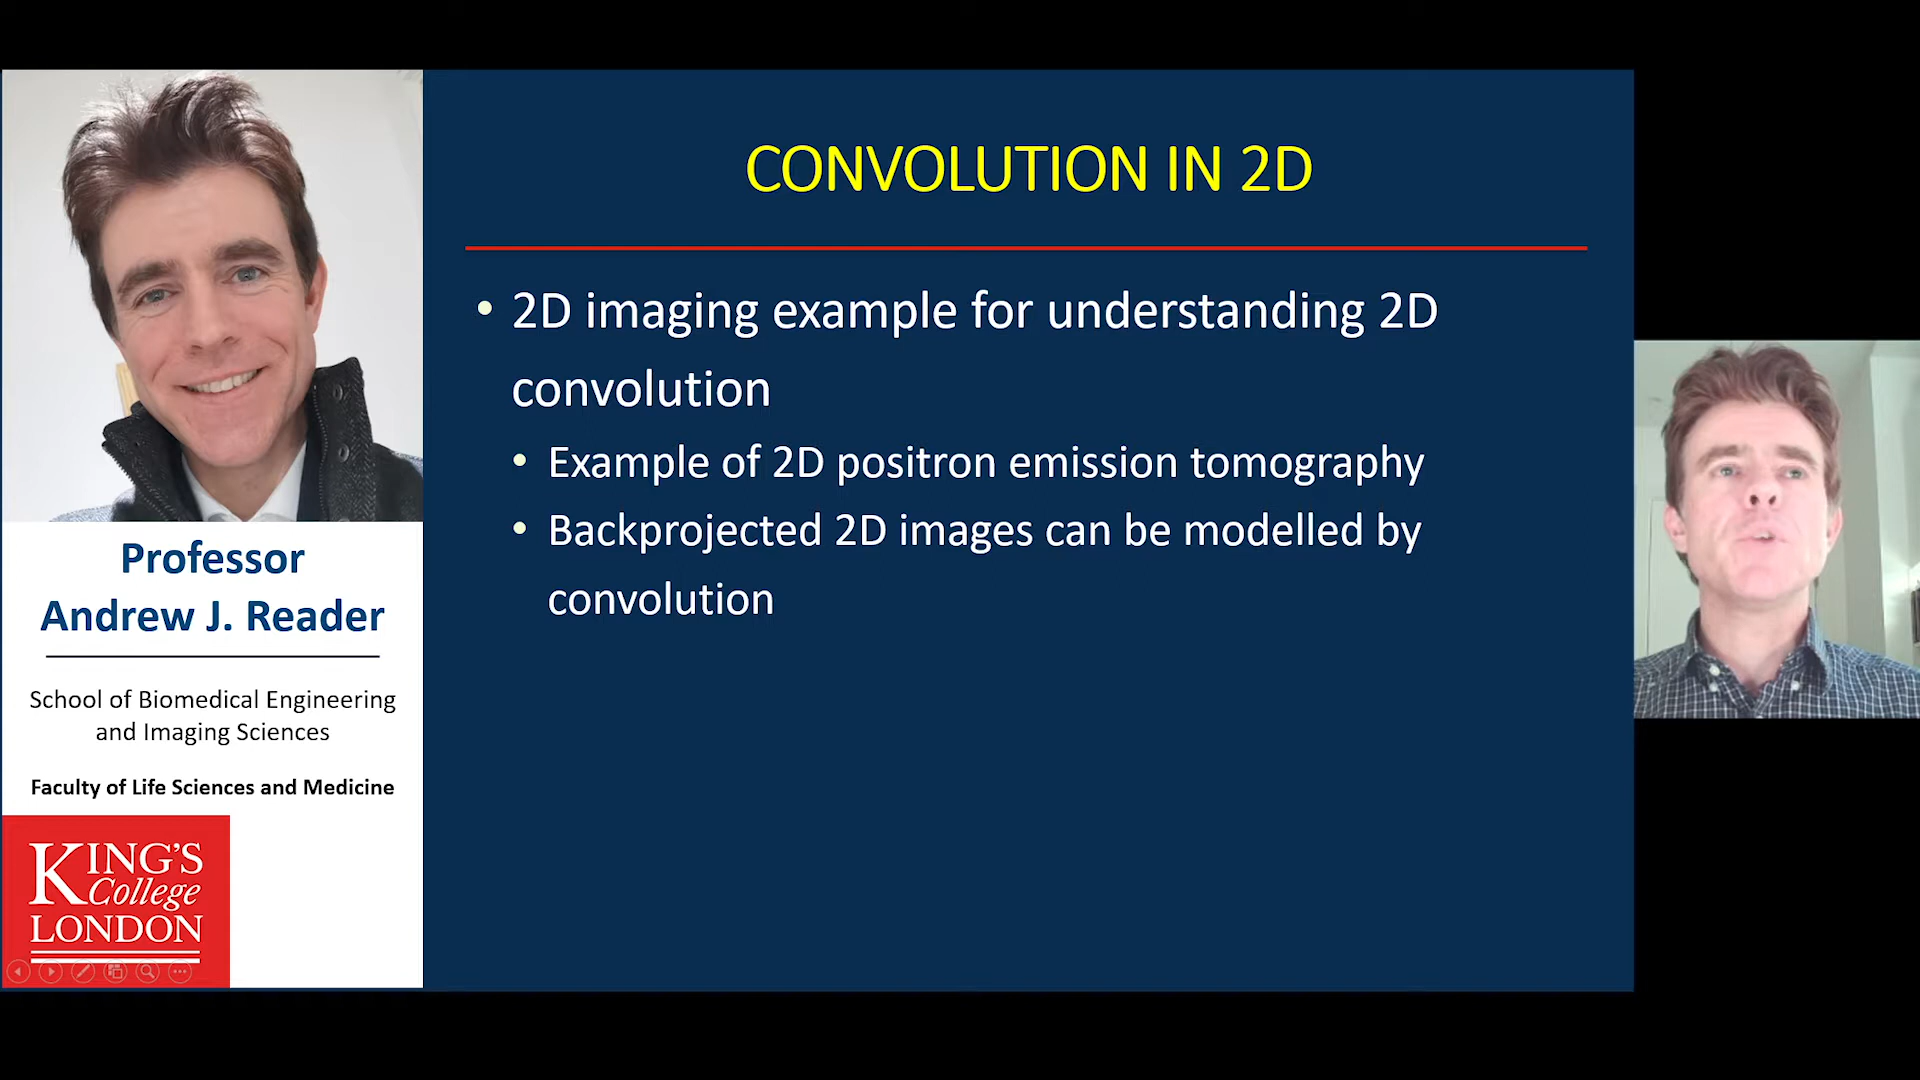 CONVOLUTION IN 2D
• 2D imaging example for understanding 2D
convolution
• Example of 2D positron emission tomography
• Backprojected 2D images can be modelled by
convolution
Professor
Andrew J. Reader
School of Biomedical Engineering
and Imaging Sciences
Faculty of Life Sciences and Medicine
KING'S
College
LONDON